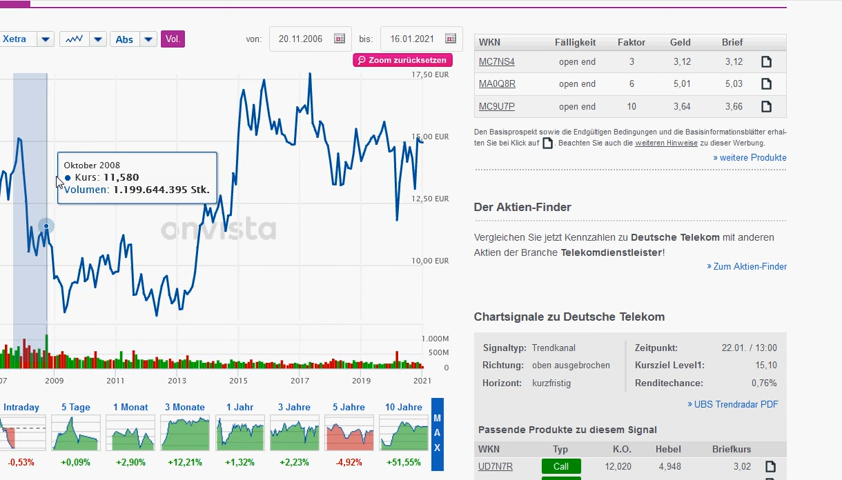 Xetra
Abs
Vol.
von:
20.11.2006
bis:
16.01.2021
Zoom zurücksetzen
17,50 EUR
15,00 EUR
12,50 EUR
10,00 EUR
Oktober 2008
Kurs: 11,580
Volumen: 1.199.644.395 Stk.
onvista
1.000M
500M
0
07
2009
2011
2013
2015
2017
2019
2021
Intraday
5 Tage
1 Monat
3 Monate
1 Jahr
3 Jahre
5 Jahre
10 Jahre
MAX
-0,53%
+0,09%
+2,90%
+12,21%
+1,32%
+2,23%
-4,92%
+51,55%
WKN Fälligkeit Faktor Geld Brief
MC7NS4 open end 3 3,12 3,12
MA0Q8R open end 6 5,01 5,03
MC9U7P open end 10 3,64 3,66
Den Basisprospekt sowie die Endgültigen Bedingungen und die Basisinformationsblätter erhal-
ten Sie bei Klick auf . Beachten Sie auch die weiteren Hinweise zu dieser Werbung.
» weitere Produkte
Der Aktien-Finder
Vergleichen Sie jetzt Kennzahlen zu Deutsche Telekom mit anderen
Aktien der Branche Telekomdienstleister!
» Zum Aktien-Finder
Chartsignale zu Deutsche Telekom
Signaltyp: Trendkanal Zeitpunkt: 22.01. / 13:00
Richtung: oben ausgebrochen Kursziel Level1: 15,10
Horizont: kurzfristig Renditechance: 0,76%
» UBS Trendradar PDF
Passende Produkte zu diesem Signal
WKN Typ K.O. Hebel Briefkurs
UD7N7R Call 12,020 4,948 3,02